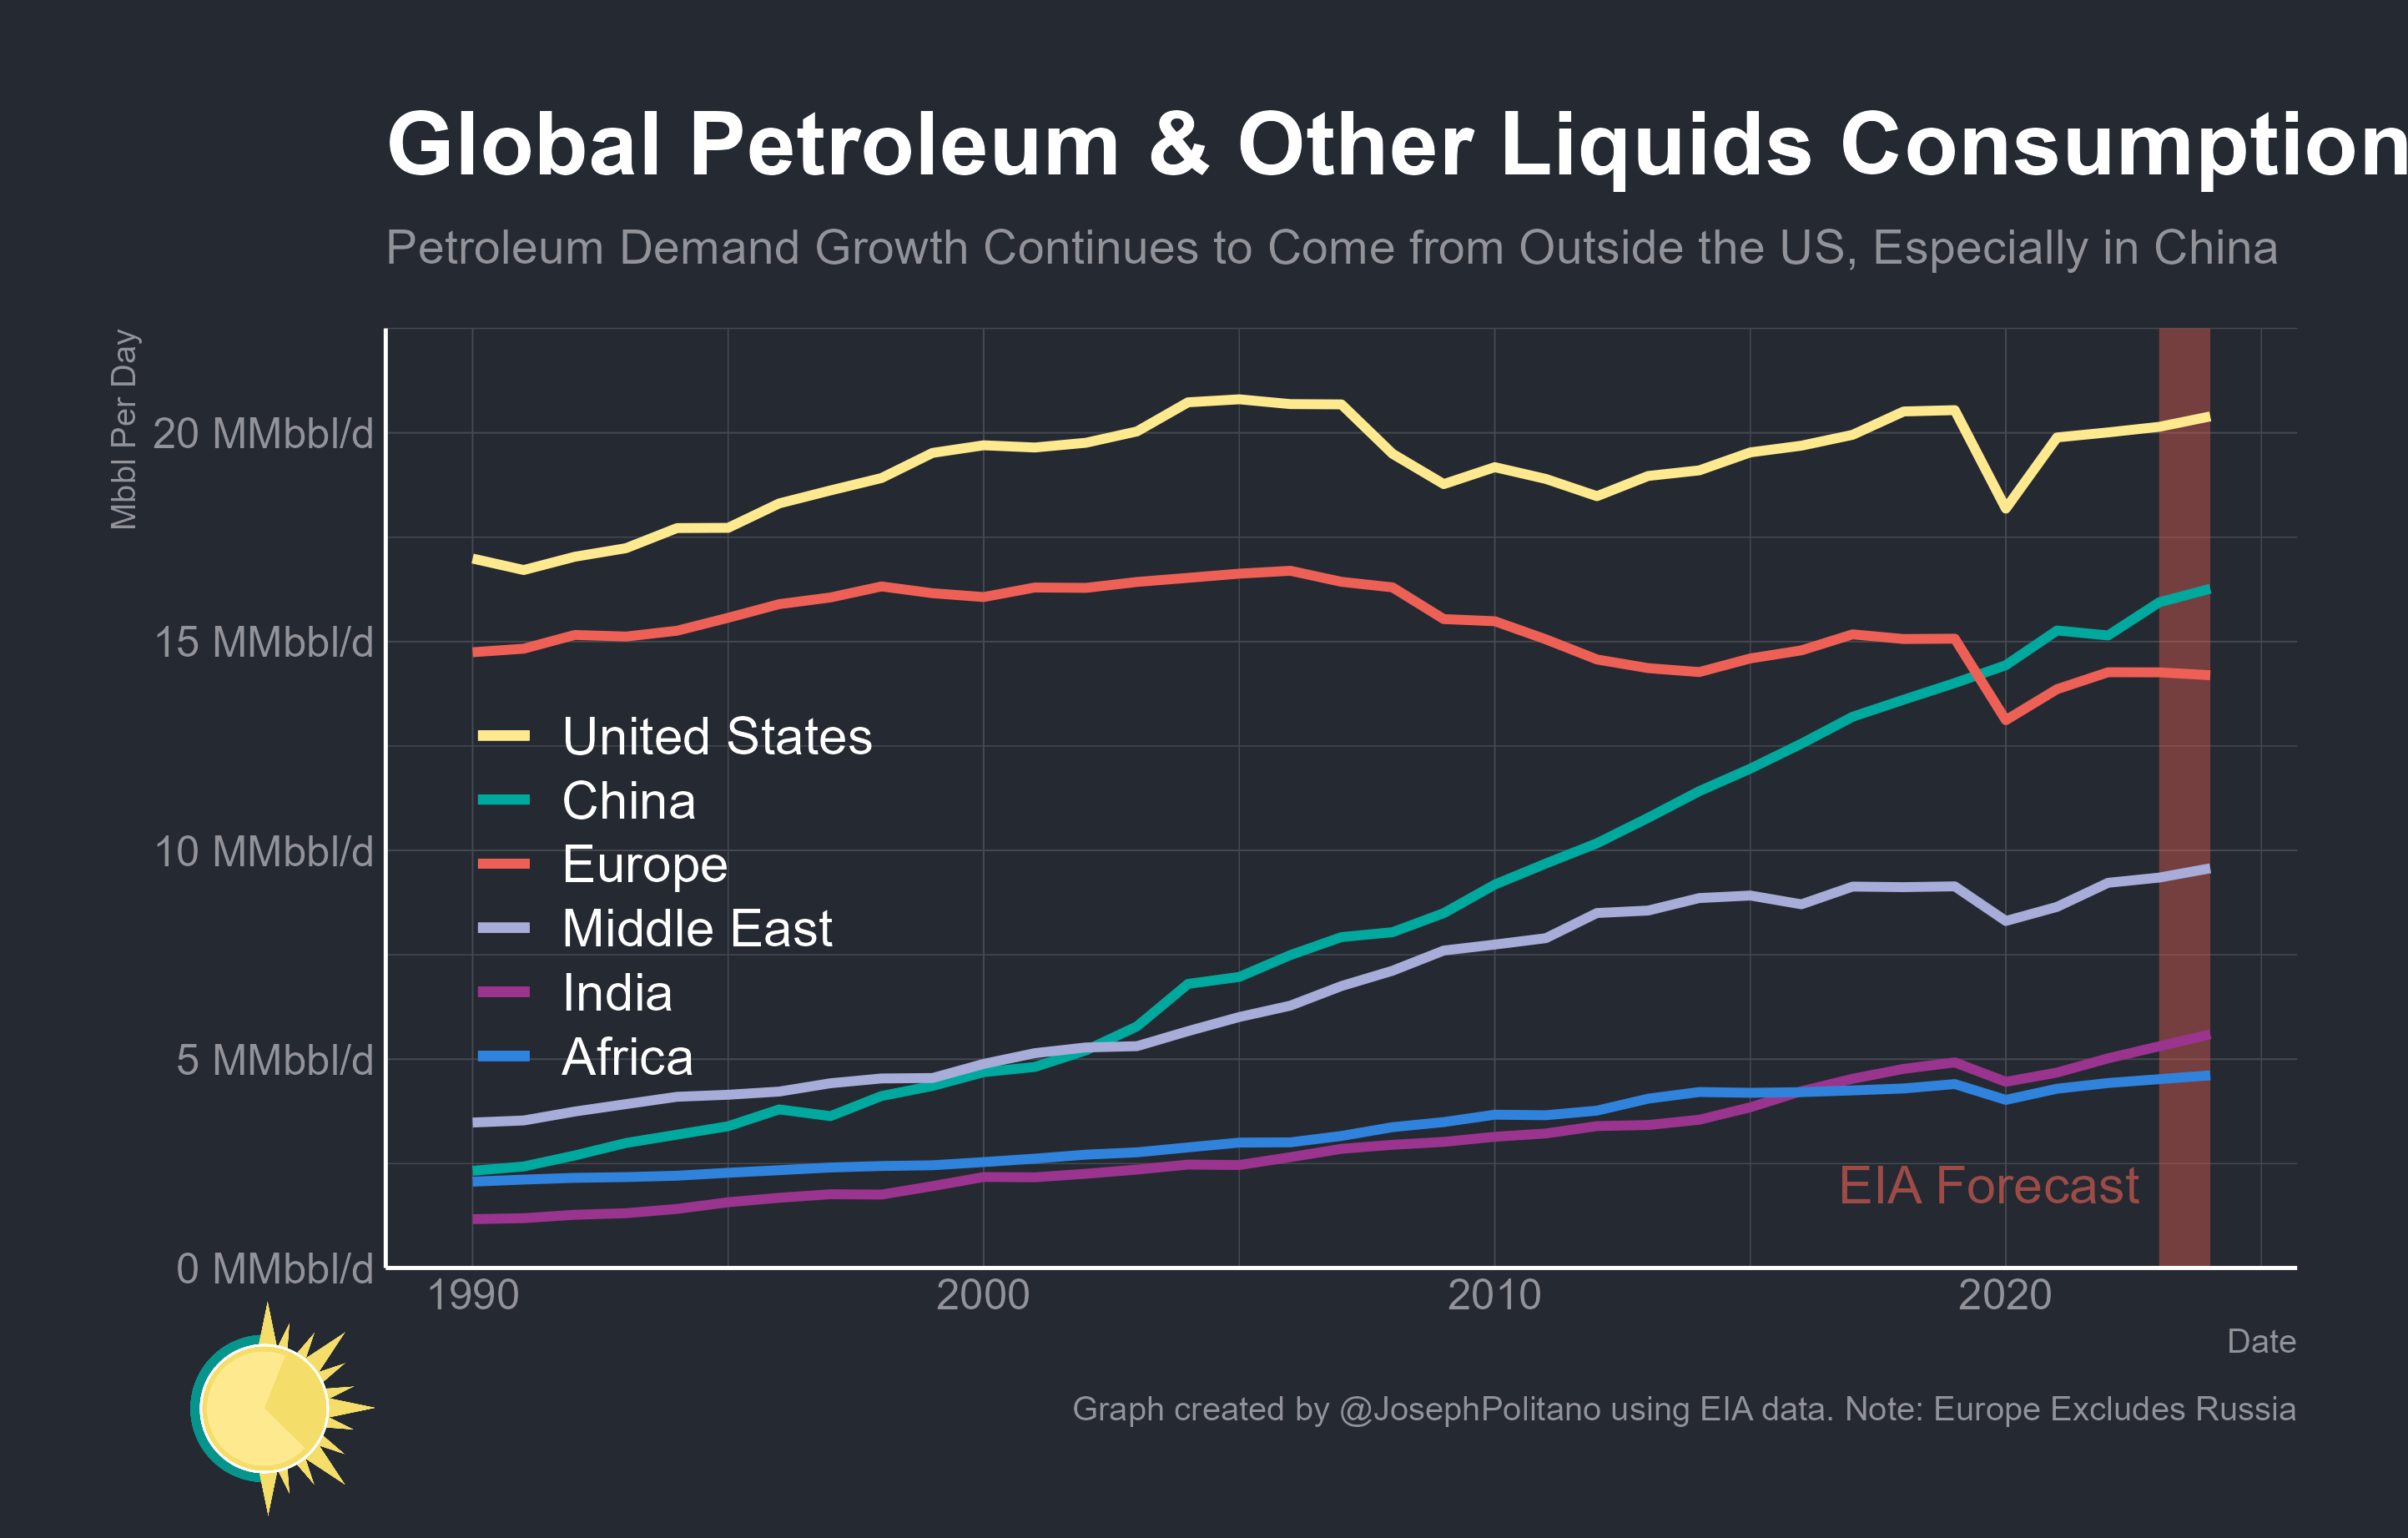 Global Petroleum & Other Liquids Consumption
Petroleum Demand Growth Continues to Come from Outside the US, Especially in China
Mbbl Per Day
20 MMbbl/d
15 MMbbl/d
10 MMbbl/d
5 MMbbl/d
0 MMbbl/d
United States
China
Europe
Middle East
India
Africa
EIA Forecast
1990
2000
2010
2020
Date
Graph created by @JosephPolitano using EIA data. Note: Europe Excludes Russia